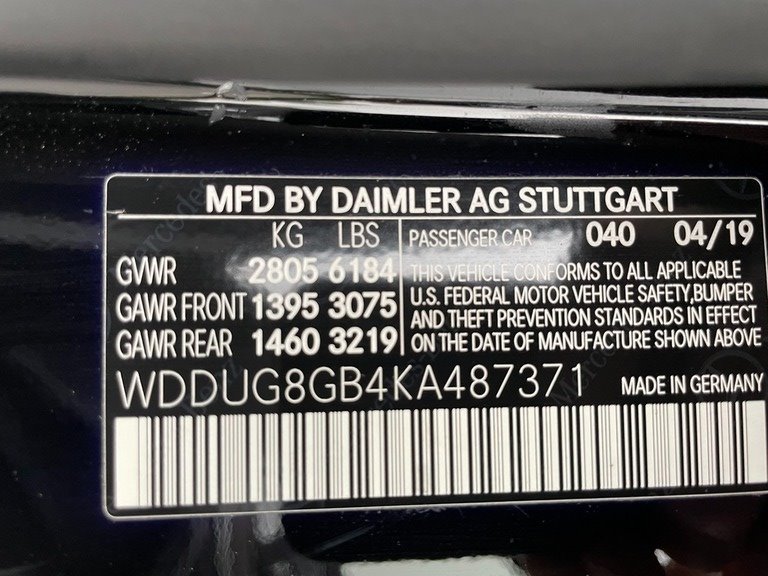 MFD BY DAIMLER AG STUTTGART
KG LBS
GVWR 2805 6184
GAWR FRONT 1395 3075
GAWR REAR 1460 3219
PASSENGER CAR 040 04/19
THIS VEHICLE CONFORMS TO ALL APPLICABLE
U.S. FEDERAL MOTOR VEHICLE SAFETY,BUMPER
AND THEFT PREVENTION STANDARDS IN EFFECT
ON THE DATE OF MANUFACTURE SHOWN ABOVE
WDDUG8GB4KA487371 MADE IN GERMANY